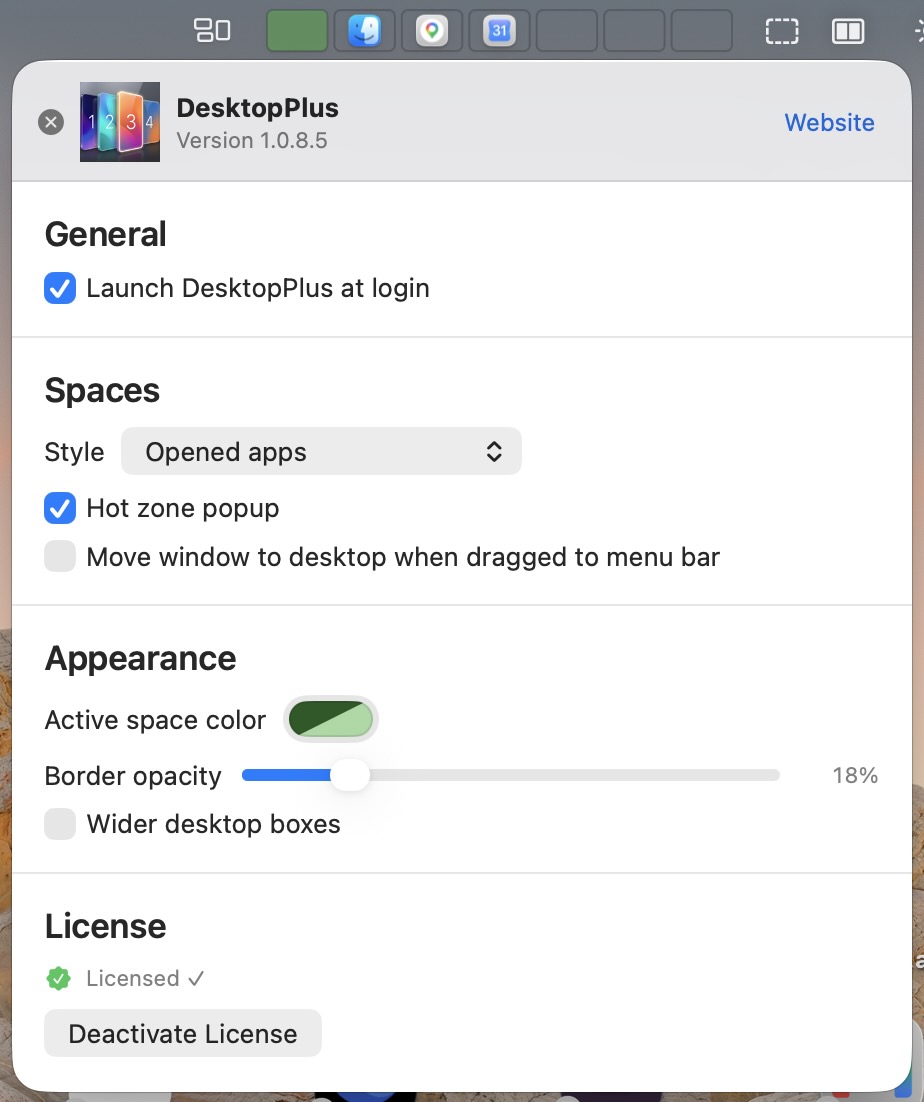 31
1 2 3 4
DesktopPlus
Version 1.0.8.5
Website
General
Launch DesktopPlus at login
Spaces
Style Opened apps
Hot zone popup
Move window to desktop when dragged to menu bar
Appearance
Active space color
Border opacity 18%
Wider desktop boxes
License
Licensed ✓
Deactivate License